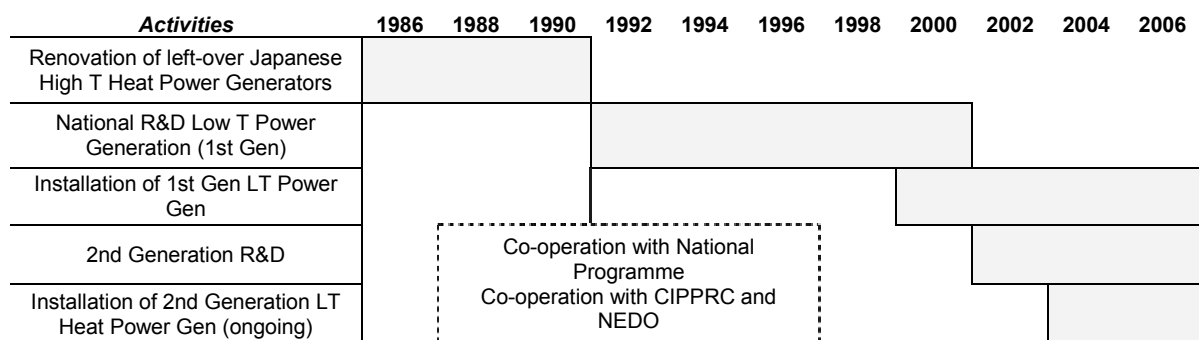 Activities 1986 1988 1990 1992 1994 1996 1998 2000 2002 2004 2006
Renovation of left-over Japanese
High T Heat Power Generators
National R&D Low T Power
Generation (1st Gen)
Installation of 1st Gen LT Power
Gen
2nd Generation R&D
Co-operation with National
Programme
Co-operation with CIPPRC and
NEDO
Installation of 2nd Generation LT
Heat Power Gen (ongoing)